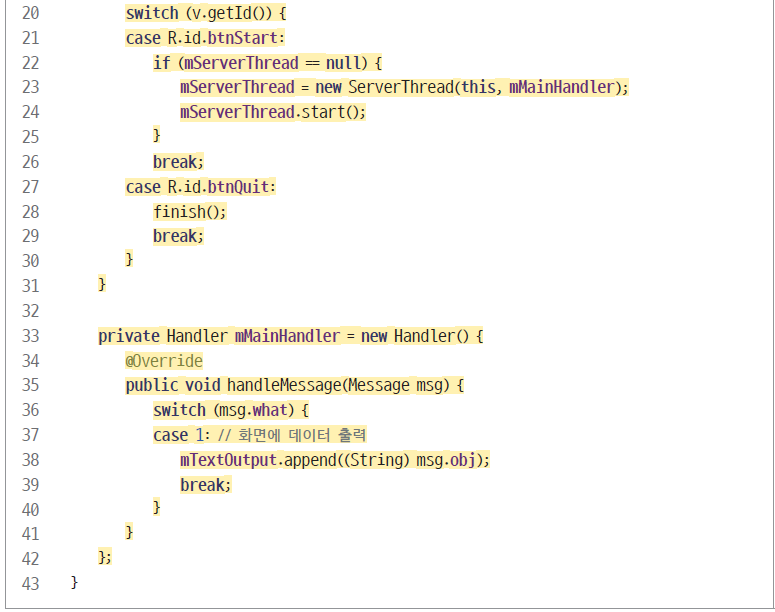 20 switch (v.getId()) {
21 case R.id.btnStart:
22 if (mServerThread == null) {
23 mServerThread = new ServerThread(this, mMainHandler);
24 mServerThread.start();
25 }
26 break;
27 case R.id.btnQuit:
28 finish();
29 break;
30 }
31 }
32
33 private Handler mMainHandler = new Handler() {
34 @Override
35 public void handleMessage(Message msg) {
36 switch (msg.what) {
37 case 1: // 화면에 데이터 출력
38 mTextOutput.append((String) msg.obj);
39 break;
40 }
41 }
42 };
43 }